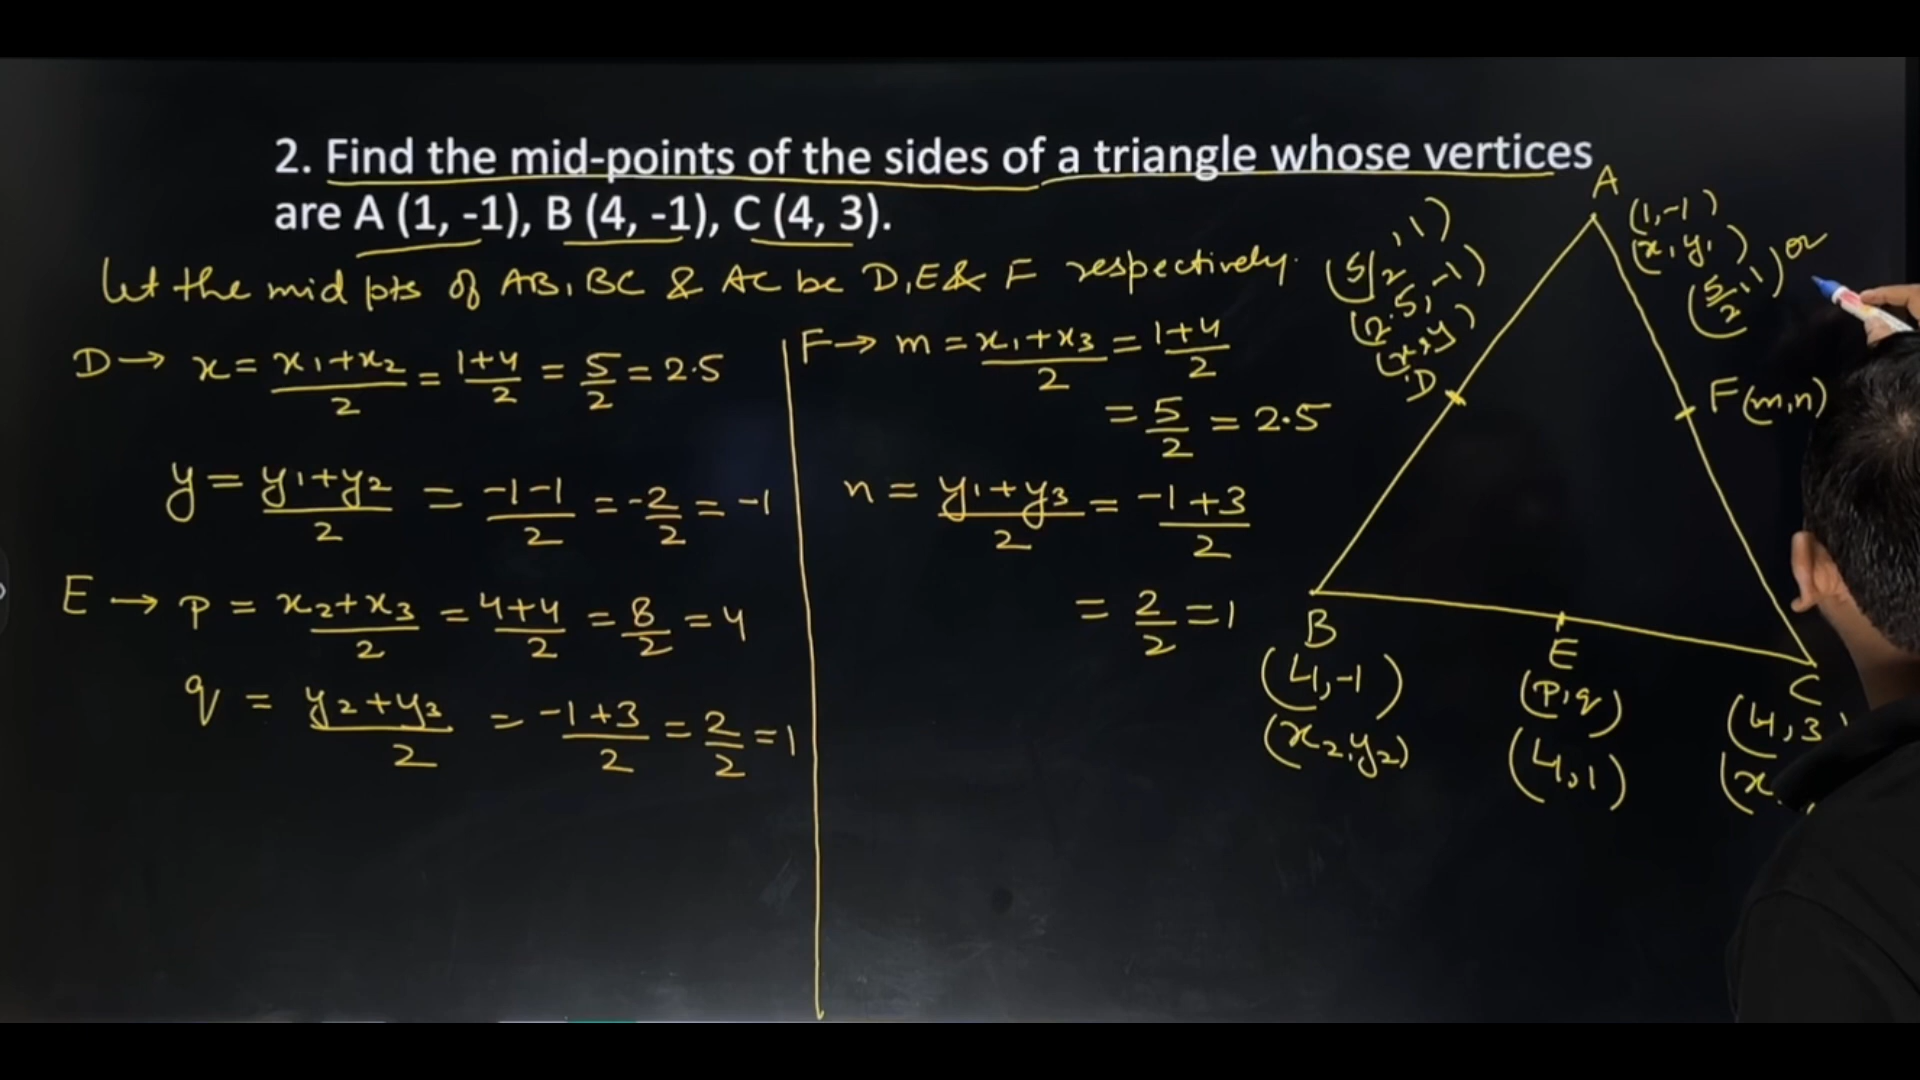 2. Find the mid-points of the sides of a triangle whose vertices
are A (1, -1), B (4, -1), C (4, 3).
Let the mid pts of AB, BC & AC be D, E & F respectively.
D → x = x1+x2/2 = 1+4/2 = 5/2 = 2.5
y = y1+y2/2 = -1-1/2 = -2/2 = -1
E → p = x2+x3/2 = 4+4/2 = 8/2 = 4
q = y2+y3/2 = -1+3/2 = 2/2 = 1
F → m = x1+x3/2 = 1+4/2
= 5/2 = 2.5
n = y1+y3/2 = -1+3/2
= 2/2 = 1
A
(1, -1)
(x1 y1)
(5/2, 1) or
(5/2, 1)
(2.5, -1)
(x, y)
D
F (m, n)
B
(4, -1)
(x2, y2)
E
(p, q)
(4, 1)
C
(4, 3
(x